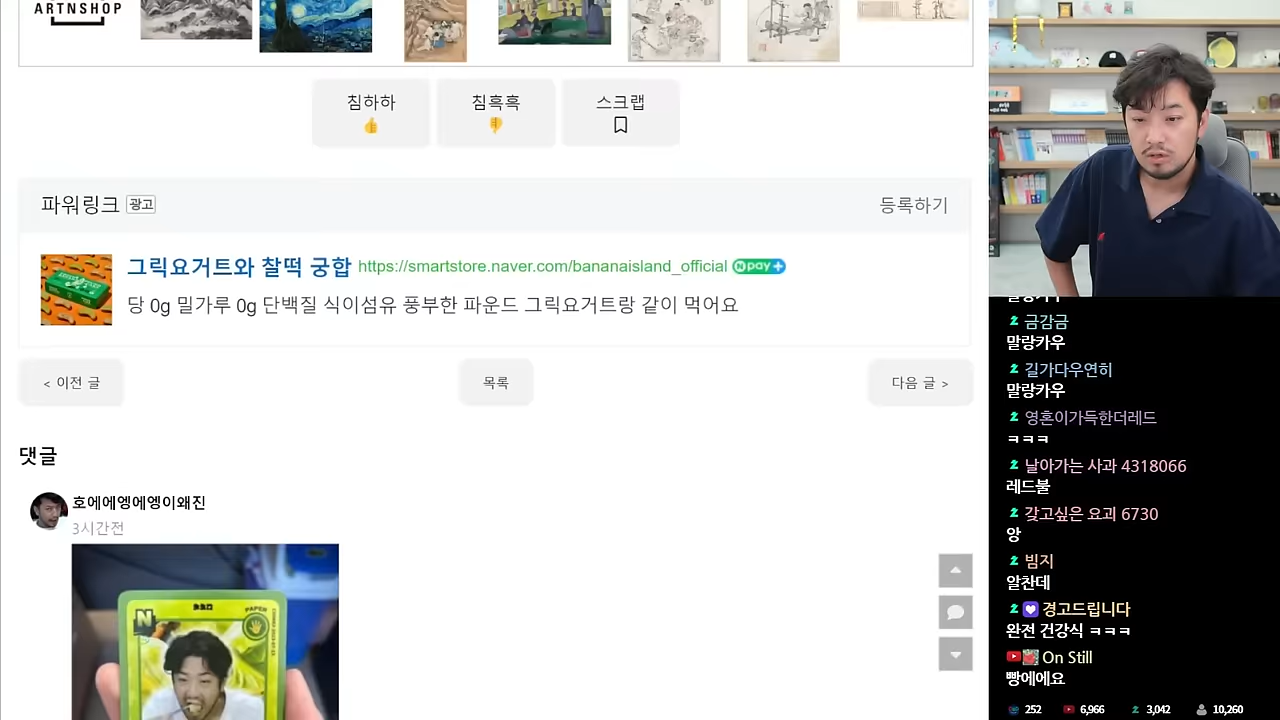 ARTNSHOP
침하하
침흑흑
스크랩
파워링크 광고
등록하기
그릭요거트와 찰떡 궁합 https://smartstore.naver.com/bananaisland_official N pay +
당 0g 밀가루 0g 단백질 식이섬유 풍부한 파운드 그릭요거트랑 같이 먹어요
< 이전 글
목록
다음 글 >
댓글
호에에엥에엥이왜진
3시간전
N
PAPER
말랑카우
금감금
말랑카우
길가다우연히
말랑카우
영혼이가득한더레드
ㅋㅋㅋ
날아가는 사과 4318066
레드불
갖고싶은 요괴 6730
앙
빔지
알찬데
경고드립니다
완전 건강식 ㅋㅋㅋ
On Still
빵에에요
252
6,966
3,042
10,260